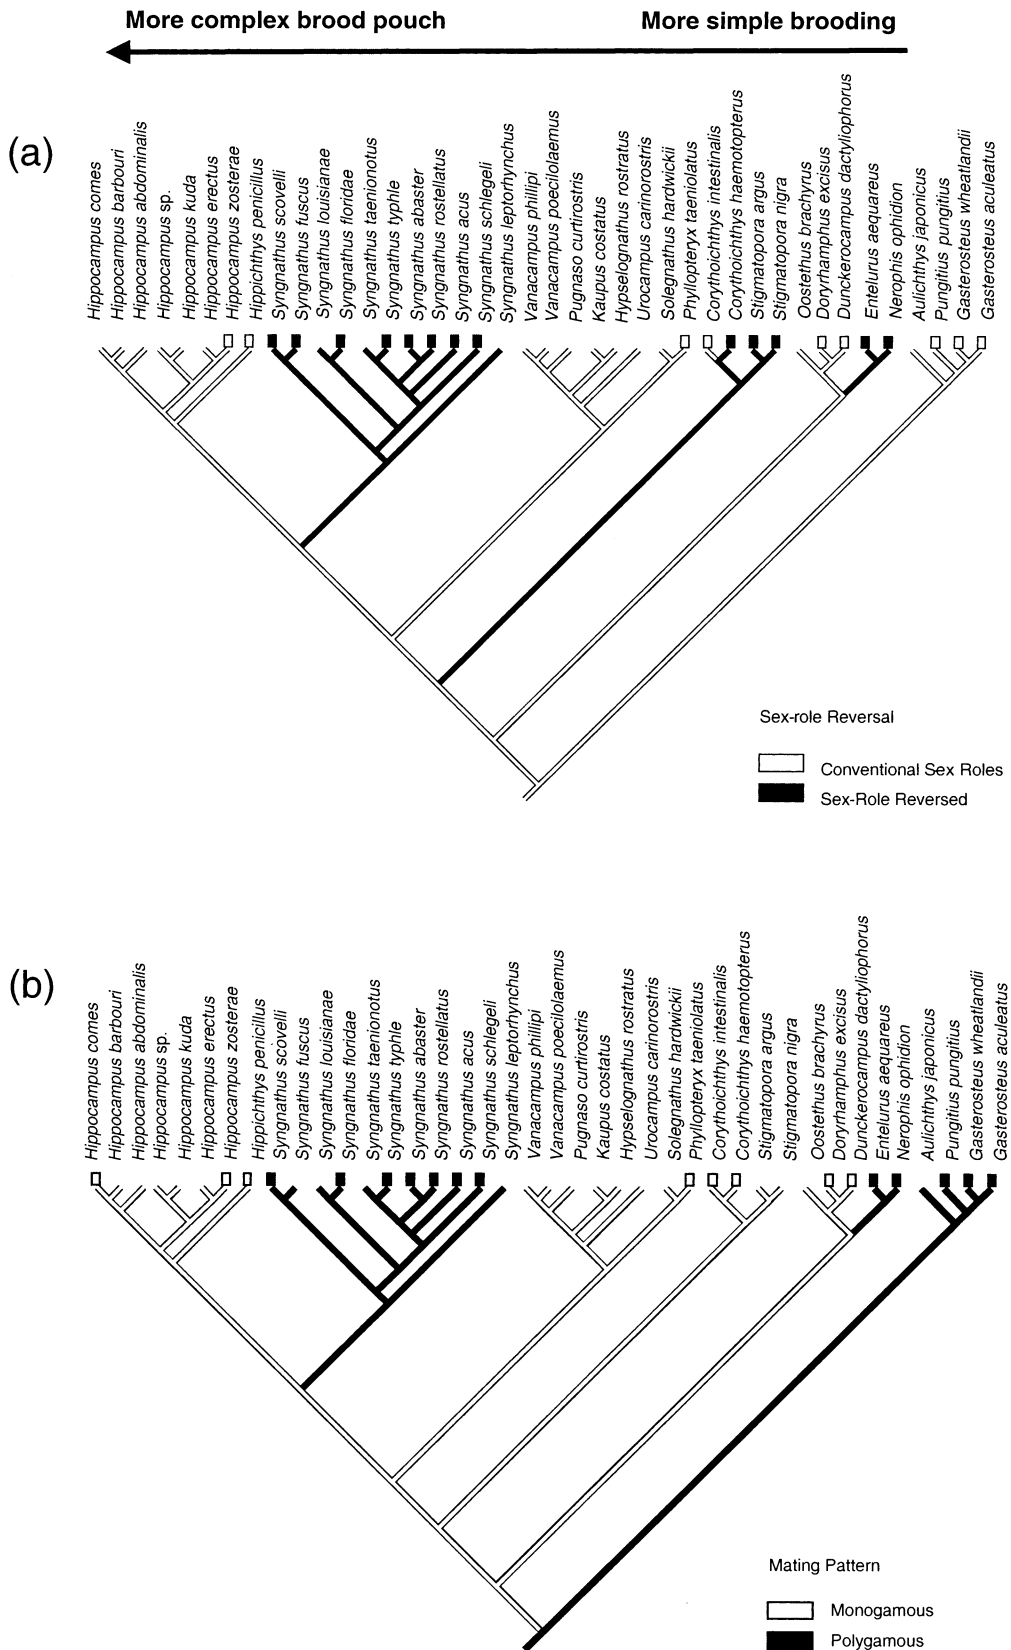 More complex brood pouch
More simple brooding
(a)
Hippocampus comes
Hippocampus barbouri
Hippocampus abdominalis
Hippocampus sp.
Hippocampus kuda
Hippocampus erectus
Hippocampus zosterae
Hippichthys penicillus
Syngnathus scovelli
Syngnathus fuscus
Syngnathus louisianae
Syngnathus floridae
Syngnathus taenionotus
Syngnathus typhle
Syngnathus abaster
Syngnathus rostellatus
Syngnathus acus
Syngnathus schlegeli
Syngnathus leptorhynchus
Vanacampus phillipi
Vanacampus poecilolaemus
Pugnaso curtirostris
Kaupus costatus
Hypselognathus rostratus
Urocampus carinorostris
Solegnathus hardwickii
Phyllopteryx taeniolatus
Corythoichthys intestinalis
Corythoichthys haemotopterus
Stigmatopora argus
Stigmatopora nigra
Oostethus brachyrus
Doryrhamphus excisus
Dunckerocampus dactyliophorus
Entelurus aequareus
Nerophis ophidion
Aulichthys japonicus
Pungitius pungitius
Gasterosteus wheatlandii
Gasterosteus aculeatus
Sex-role Reversal
Conventional Sex Roles
Sex-Role Reversed
(b)
Hippocampus comes
Hippocampus barbouri
Hippocampus abdominalis
Hippocampus sp.
Hippocampus kuda
Hippocampus erectus
Hippocampus zosterae
Hippichthys penicillus
Syngnathus scovelli
Syngnathus fuscus
Syngnathus louisianae
Syngnathus floridae
Syngnathus taenionotus
Syngnathus typhle
Syngnathus abaster
Syngnathus rostellatus
Syngnathus acus
Syngnathus schlegeli
Syngnathus leptorhynchus
Vanacampus phillipi
Vanacampus poecilolaemus
Pugnaso curtirostris
Kaupus costatus
Hypselognathus rostratus
Urocampus carinorostris
Solegnathus hardwickii
Phyllopteryx taeniolatus
Corythoichthys intestinalis
Corythoichthys haemotopterus
Stigmatopora argus
Stigmatopora nigra
Oostethus brachyrus
Doryrhamphus excisus
Dunckerocampus dactyliophorus
Entelurus aequareus
Nerophis ophidion
Aulichthys japonicus
Pungitius pungitius
Gasterosteus wheatlandii
Gasterosteus aculeatus
Mating Pattern
Monogamous
Polygamous